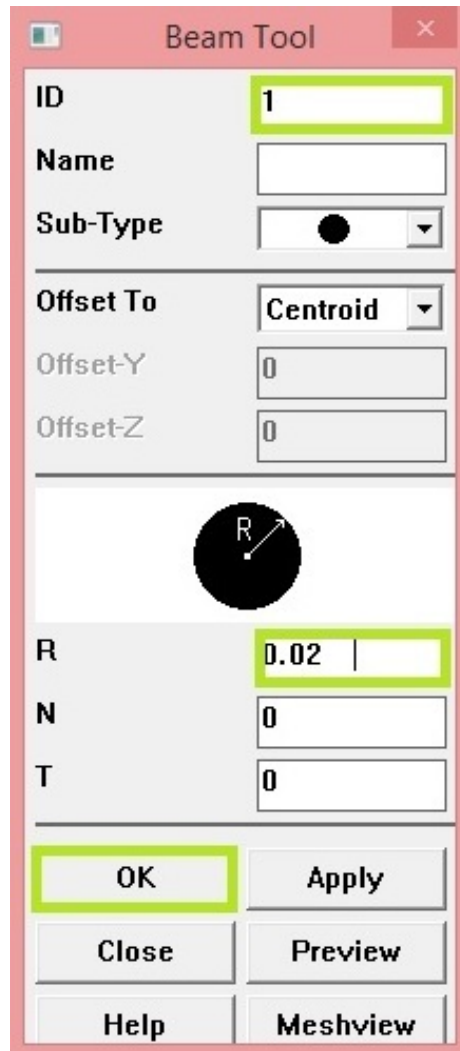 Beam Tool
ID 1
Name
Sub-Type
Offset To Centroid
Offset-Y 0
Offset-Z 0
R
R 0.02
N 0
T 0
OK Apply
Close Preview
Help Meshview